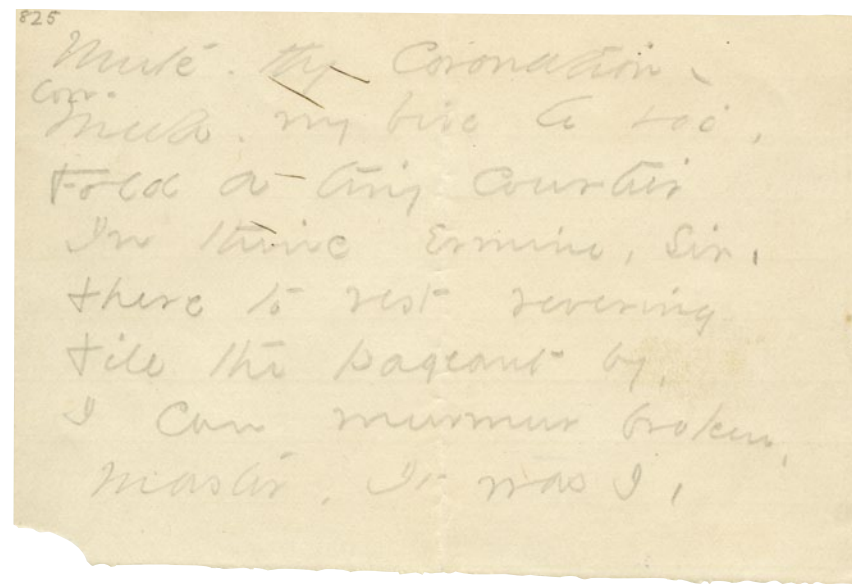 825
Mute. thy Coronation –
Meek. my Vive le roi,
Fold a tiny courtier
In thine Ermine, Sir,
there to rest revering
till the pageant by,
I can murmur broken,
Master, It was I,